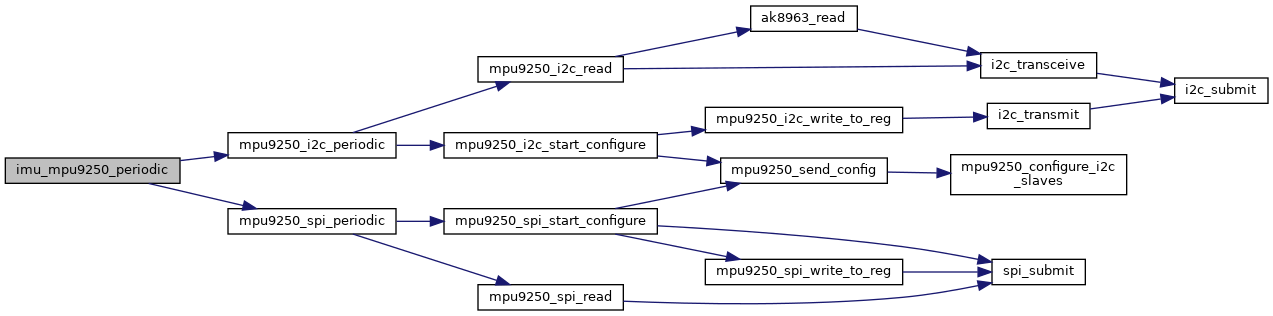 ak8963_read
mpu9250_i2c_read
i2c_transceive
i2c_submit
mpu9250_i2c_write_to_reg
i2c_transmit
mpu9250_i2c_periodic
mpu9250_i2c_start_configure
imu_mpu9250_periodic
mpu9250_send_config
mpu9250_configure_i2c
_slaves
mpu9250_spi_periodic
mpu9250_spi_start_configure
mpu9250_spi_write_to_reg
spi_submit
mpu9250_spi_read